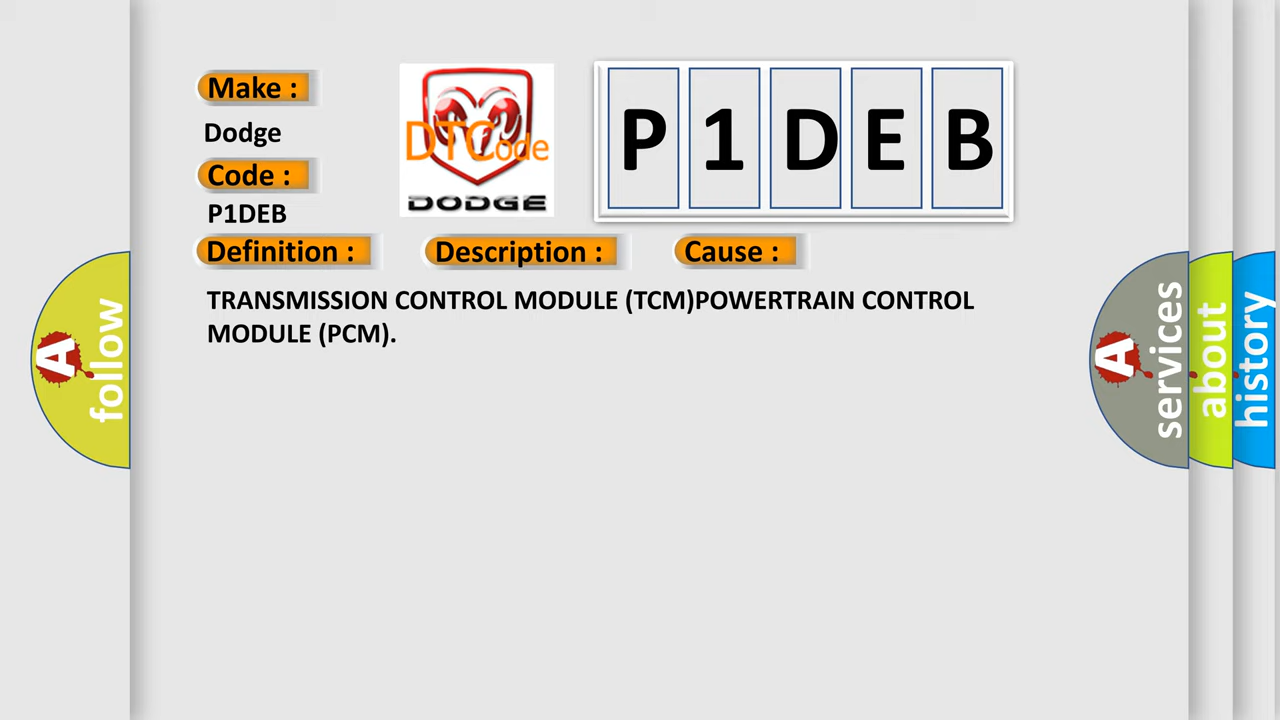 Make :
Dodge
Code :
P1DEB
DTCode
DODGE
P 1 D E B
Definition :
Description :
Cause :
TRANSMISSION CONTROL MODULE (TCM)POWERTRAIN CONTROL
MODULE (PCM).
A
follow
A
services
about
history